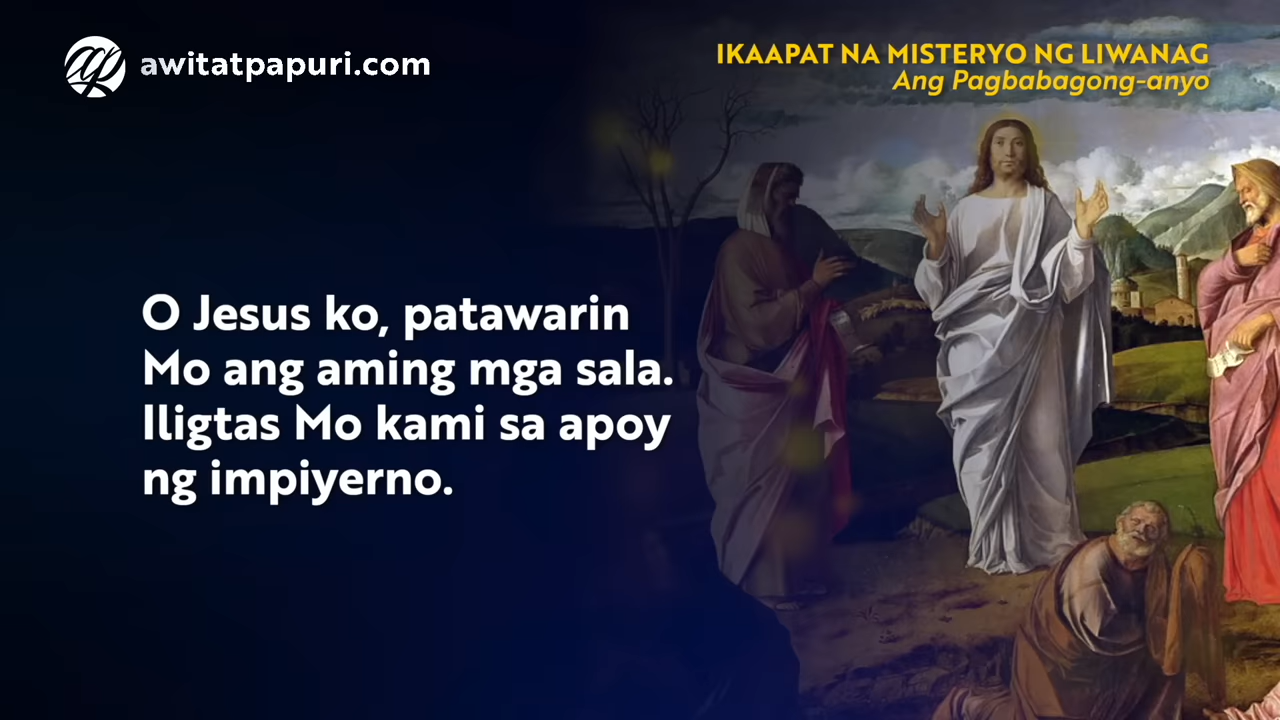 awitatpapuri.com
IKAAPAT NA MISTERYO NG LIWANAG
Ang Pagbabagong-anyo
O Jesus ko, patawarin
Mo ang aming mga sala.
Iligtas Mo kami sa apoy
ng impiyerno.